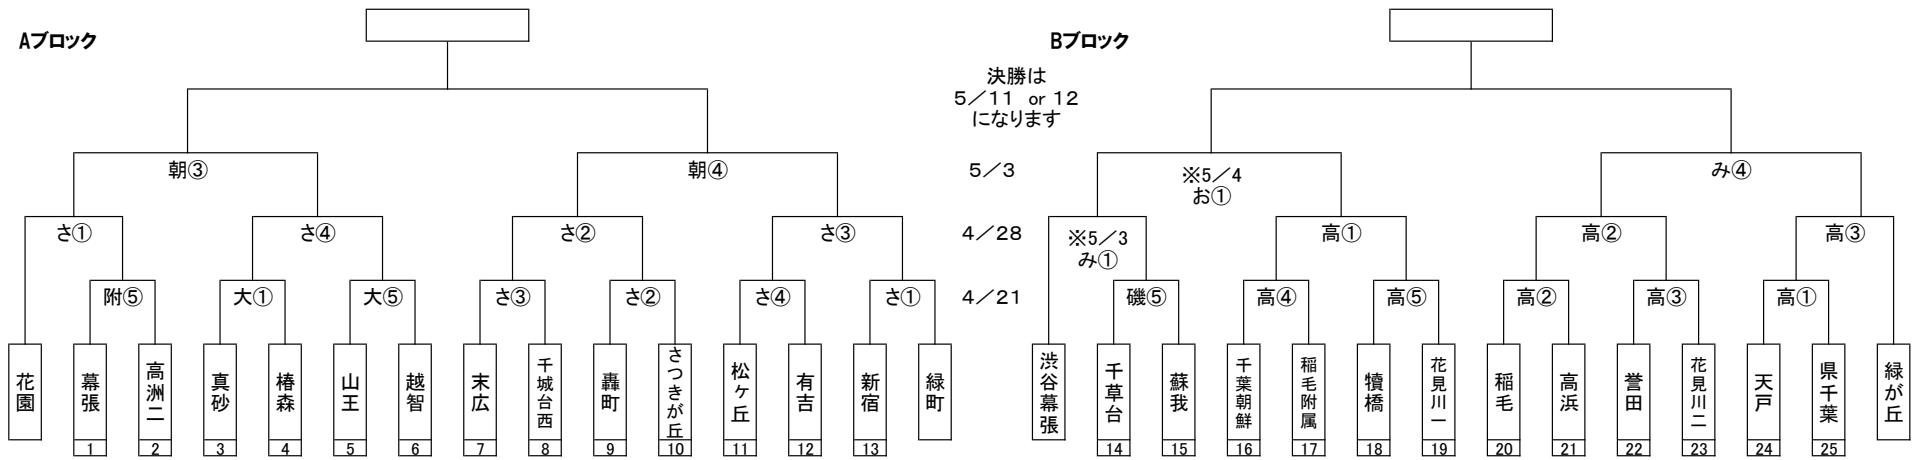 Aブロック
Bブロック
決勝は
5/11 or 12
になります
朝③
朝④
5/3
※5/4
お①
み④
さ①
さ④
さ②
さ③
4/28
※5/3
み①
高①
高②
高③
附⑤
大①
大⑤
さ③
さ②
さ④
さ①
4/21
磯⑤
高④
高⑤
高②
高③
高①
花園
幕張
高洲二
真砂
椿森
山王
越智
末広
千城台西
轟町
さつきが丘
松ヶ丘
有吉
新宿
緑町
渋谷幕張
千草台
蘇我
千葉朝鮮
稲毛附属
犢橋
花見川一
稲毛
高浜
誉田
花見川二
天戸
県千葉
緑が丘
1
2
3
4
5
6
7
8
9
10
11
12
13
14
15
16
17
18
19
20
21
22
23
24
25